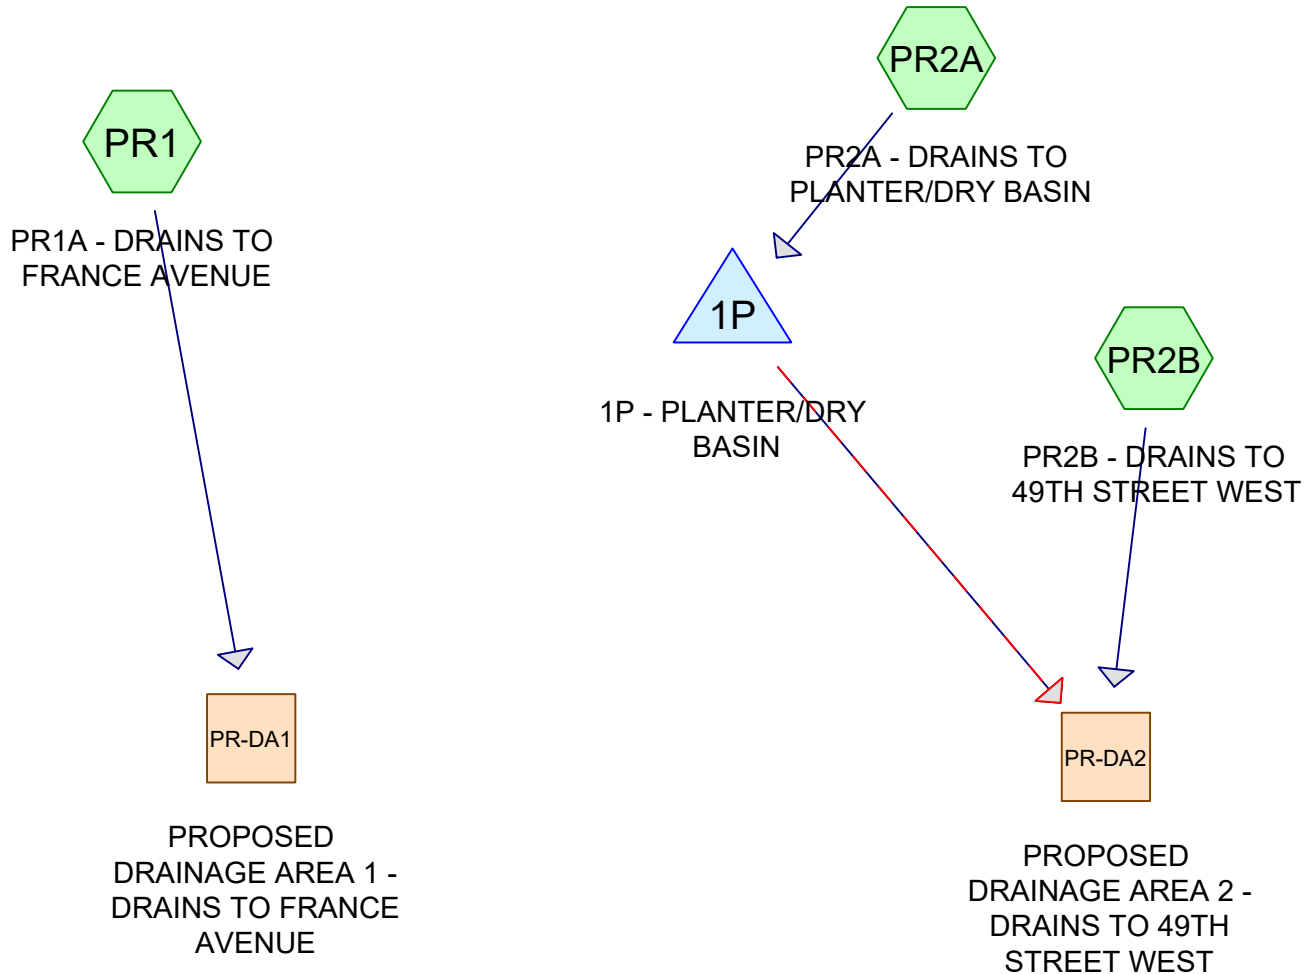 PR2A
PR2A - DRAINS TO
PLANTER/DRY BASIN
PR1
PR1A - DRAINS TO
FRANCE AVENUE
1P
1P - PLANTER/DRY
BASIN
PR2B
PR2B - DRAINS TO
49TH STREET WEST
PR-DA1
PROPOSED
DRAINAGE AREA 1 -
DRAINS TO FRANCE
AVENUE
PR-DA2
PROPOSED
DRAINAGE AREA 2 -
DRAINS TO 49TH
STREET WEST